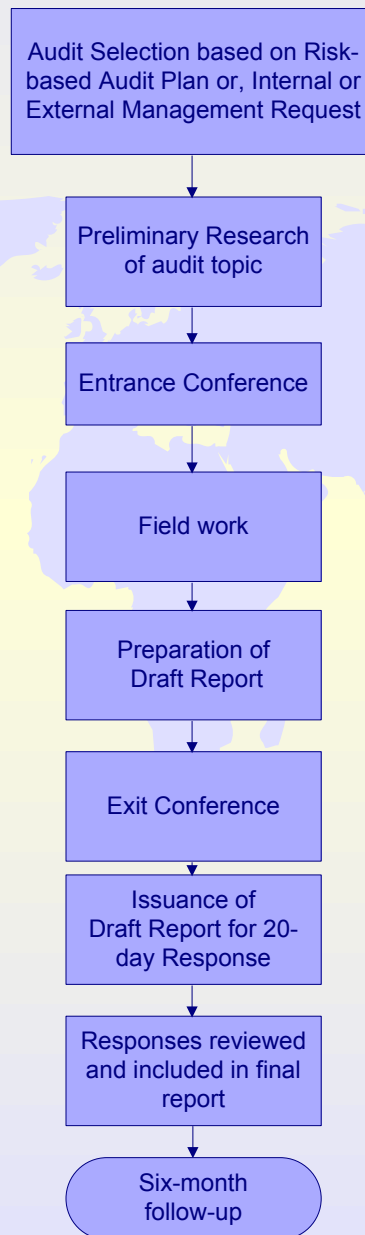 Audit Selection based on Risk-
based Audit Plan or, Internal or
External Management Request
Preliminary Research
of audit topic
Entrance Conference
Field work
Preparation of
Draft Report
Exit Conference
Issuance of
Draft Report for 20-
day Response
Responses reviewed
and included in final
report
Six-month
follow-up